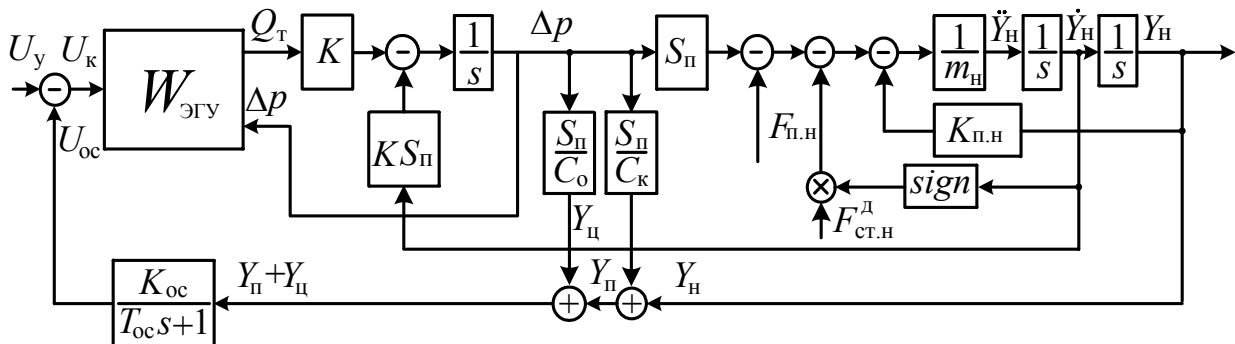 U_у
U_к
W_ЭГУ
Q_т
Δp
U_ос
K
−
1/s
Δp
S_п
−
−
−
1/m_н
Ÿ_н
1/s
Ẏ_н
1/s
Y_н
−
KS_п
S_п/C_о
S_п/C_к
F_п.н
K_п.н
×
sign
F_ст.н^д
Y_ц
K_ос/(T_ос s+1)
Y_п+Y_ц
+
Y_п
+
Y_н